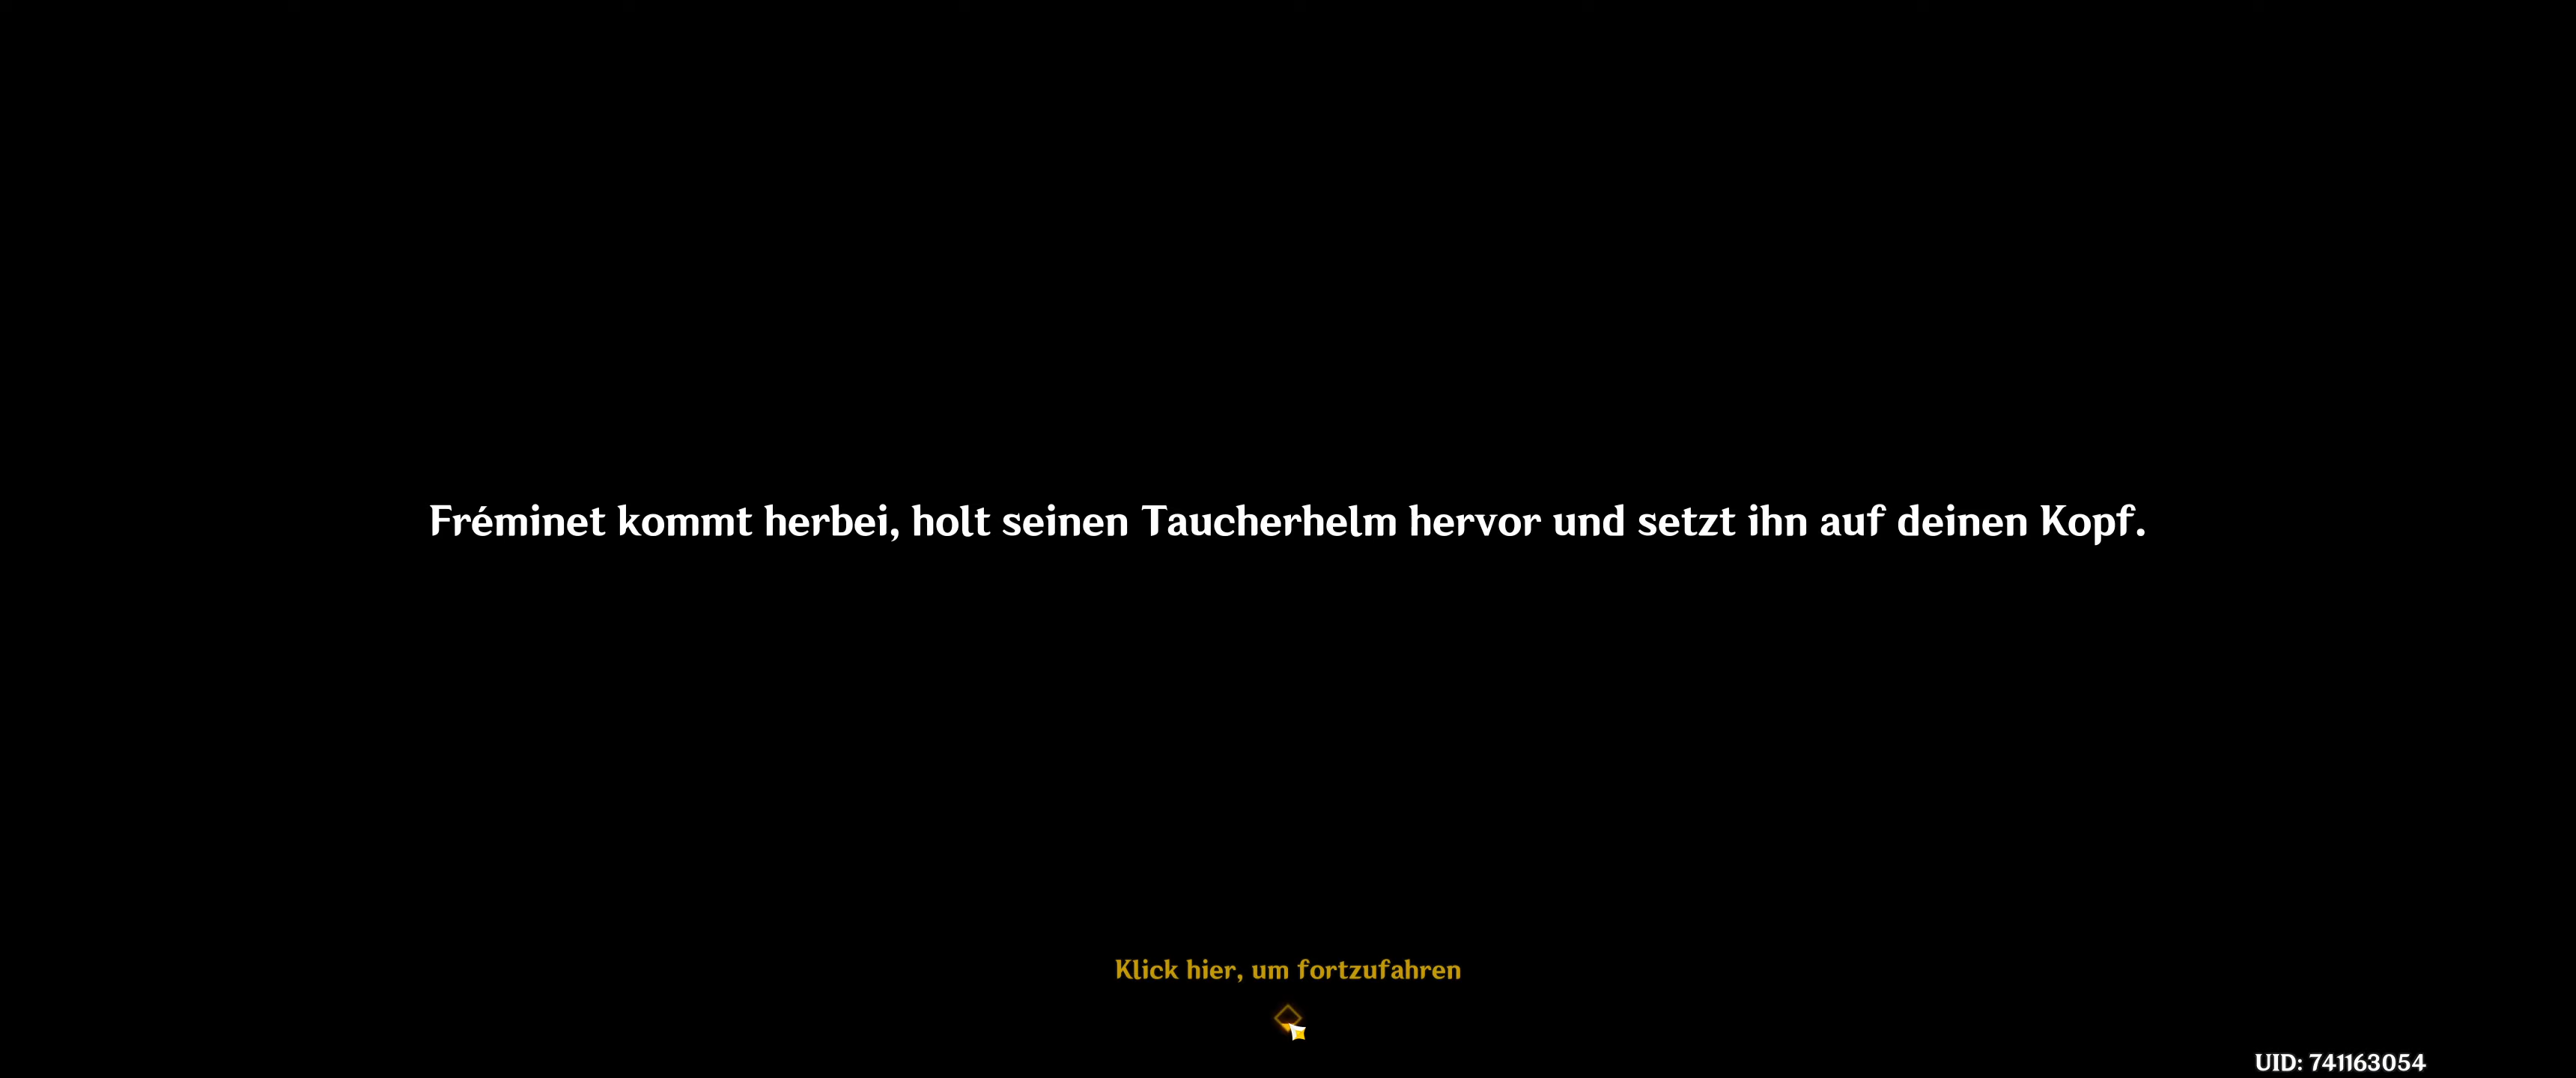 Fréminet kommt herbei, holt seinen Taucherhelm hervor und setzt ihn auf deinen Kopf.
Klick hier, um fortzufahren
UID: 741163054